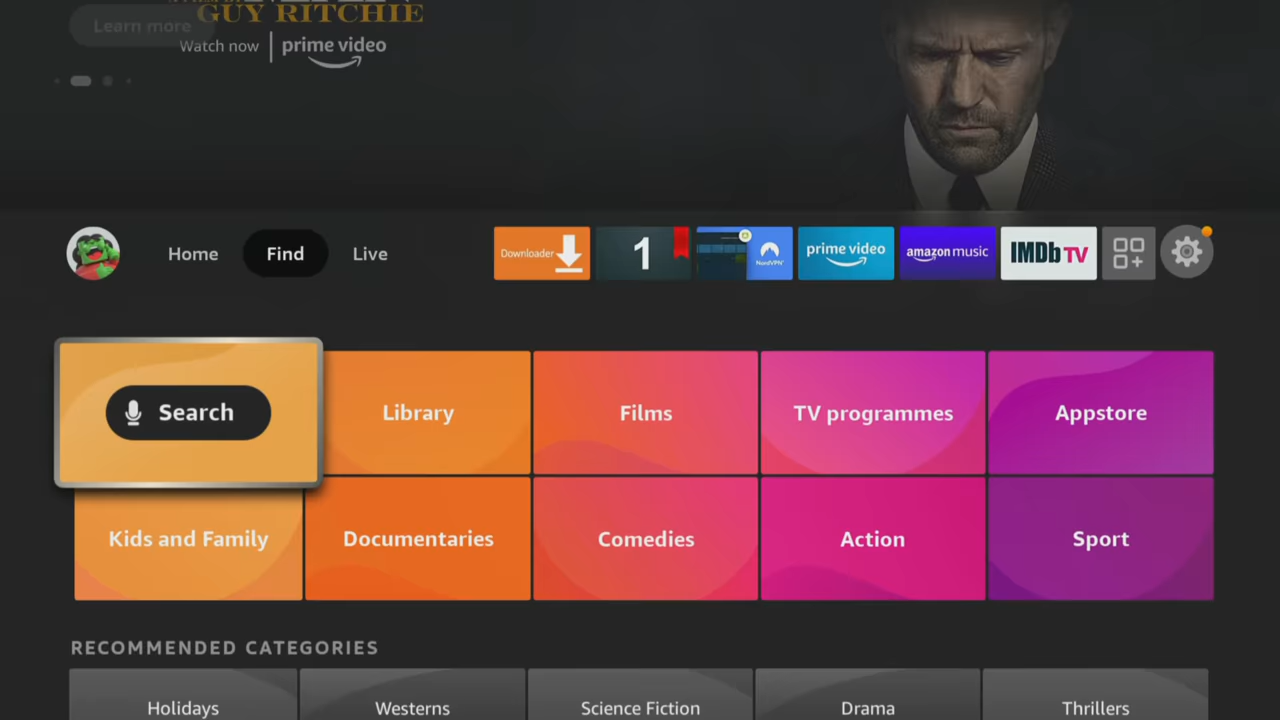 Learn more
GUY RITCHIE
Watch now
prime video
Home
Find
Live
Downloader
1
NordVPN
prime video
amazon music
IMDb TV
Search
Library
Films
TV programmes
Appstore
Kids and Family
Documentaries
Comedies
Action
Sport
RECOMMENDED CATEGORIES
Holidays
Westerns
Science Fiction
Drama
Thrillers